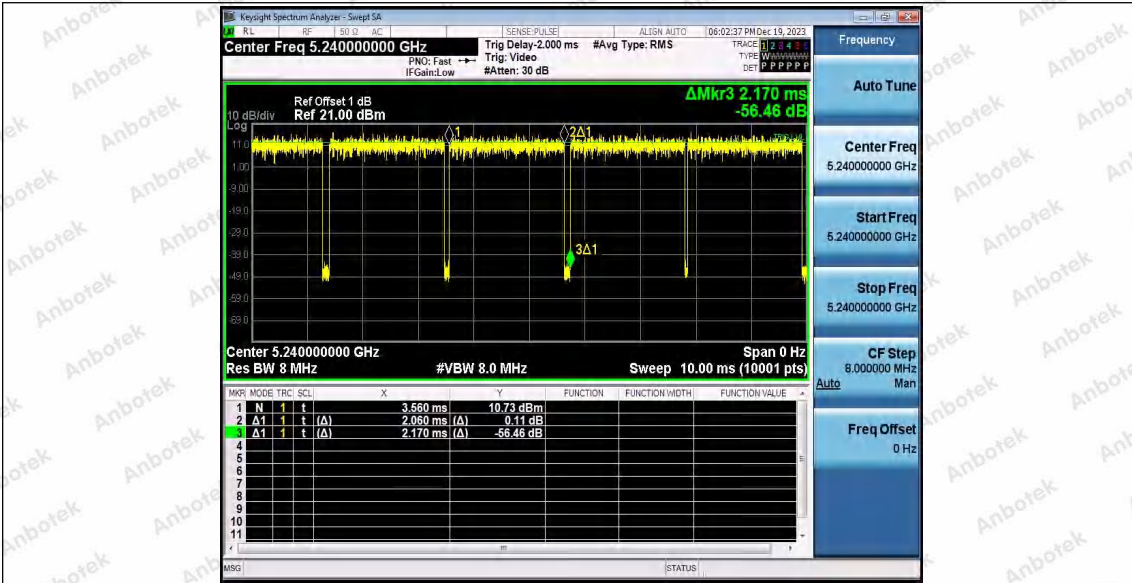 Keysight Spectrum Analyzer - Swept SA
RL RF 50 Ω AC SENSE:PULSE ALIGN AUTO 06:02:37 PM Dec 19, 2023
Center Freq 5.240000000 GHz
PNO: Fast
IFGain:Low
Trig Delay-2.000 ms
Trig: Video
#Atten: 30 dB
#Avg Type: RMS
TRACE 1 2 3 4 5 6
TYPE W
DET P P P P P P
ΔMkr3 2.170 ms
-56.46 dB
Ref Offset 1 dB
10 dB/div Ref 21.00 dBm
Log
11.0
1.00
-9.00
-19.0
-29.0
-39.0
-49.0
-59.0
-69.0
1
2Δ1
3Δ1
Center 5.240000000 GHz Span 0 Hz
Res BW 8 MHz #VBW 8.0 MHz Sweep 10.00 ms (10001 pts)
MKR MODE TRC SCL X Y FUNCTION FUNCTION WIDTH FUNCTION VALUE
1 N 1 t 3.560 ms 10.73 dBm
2 Δ1 1 t (Δ) 2.060 ms (Δ) 0.11 dB
3 Δ1 1 t (Δ) 2.170 ms (Δ) -56.46 dB
4
5
6
7
8
9
10
11
MSG STATUS
Frequency
Auto Tune
Center Freq
5.240000000 GHz
Start Freq
5.240000000 GHz
Stop Freq
5.240000000 GHz
CF Step
8.000000 MHz
Auto Man
Freq Offset
0 Hz
Anbotek